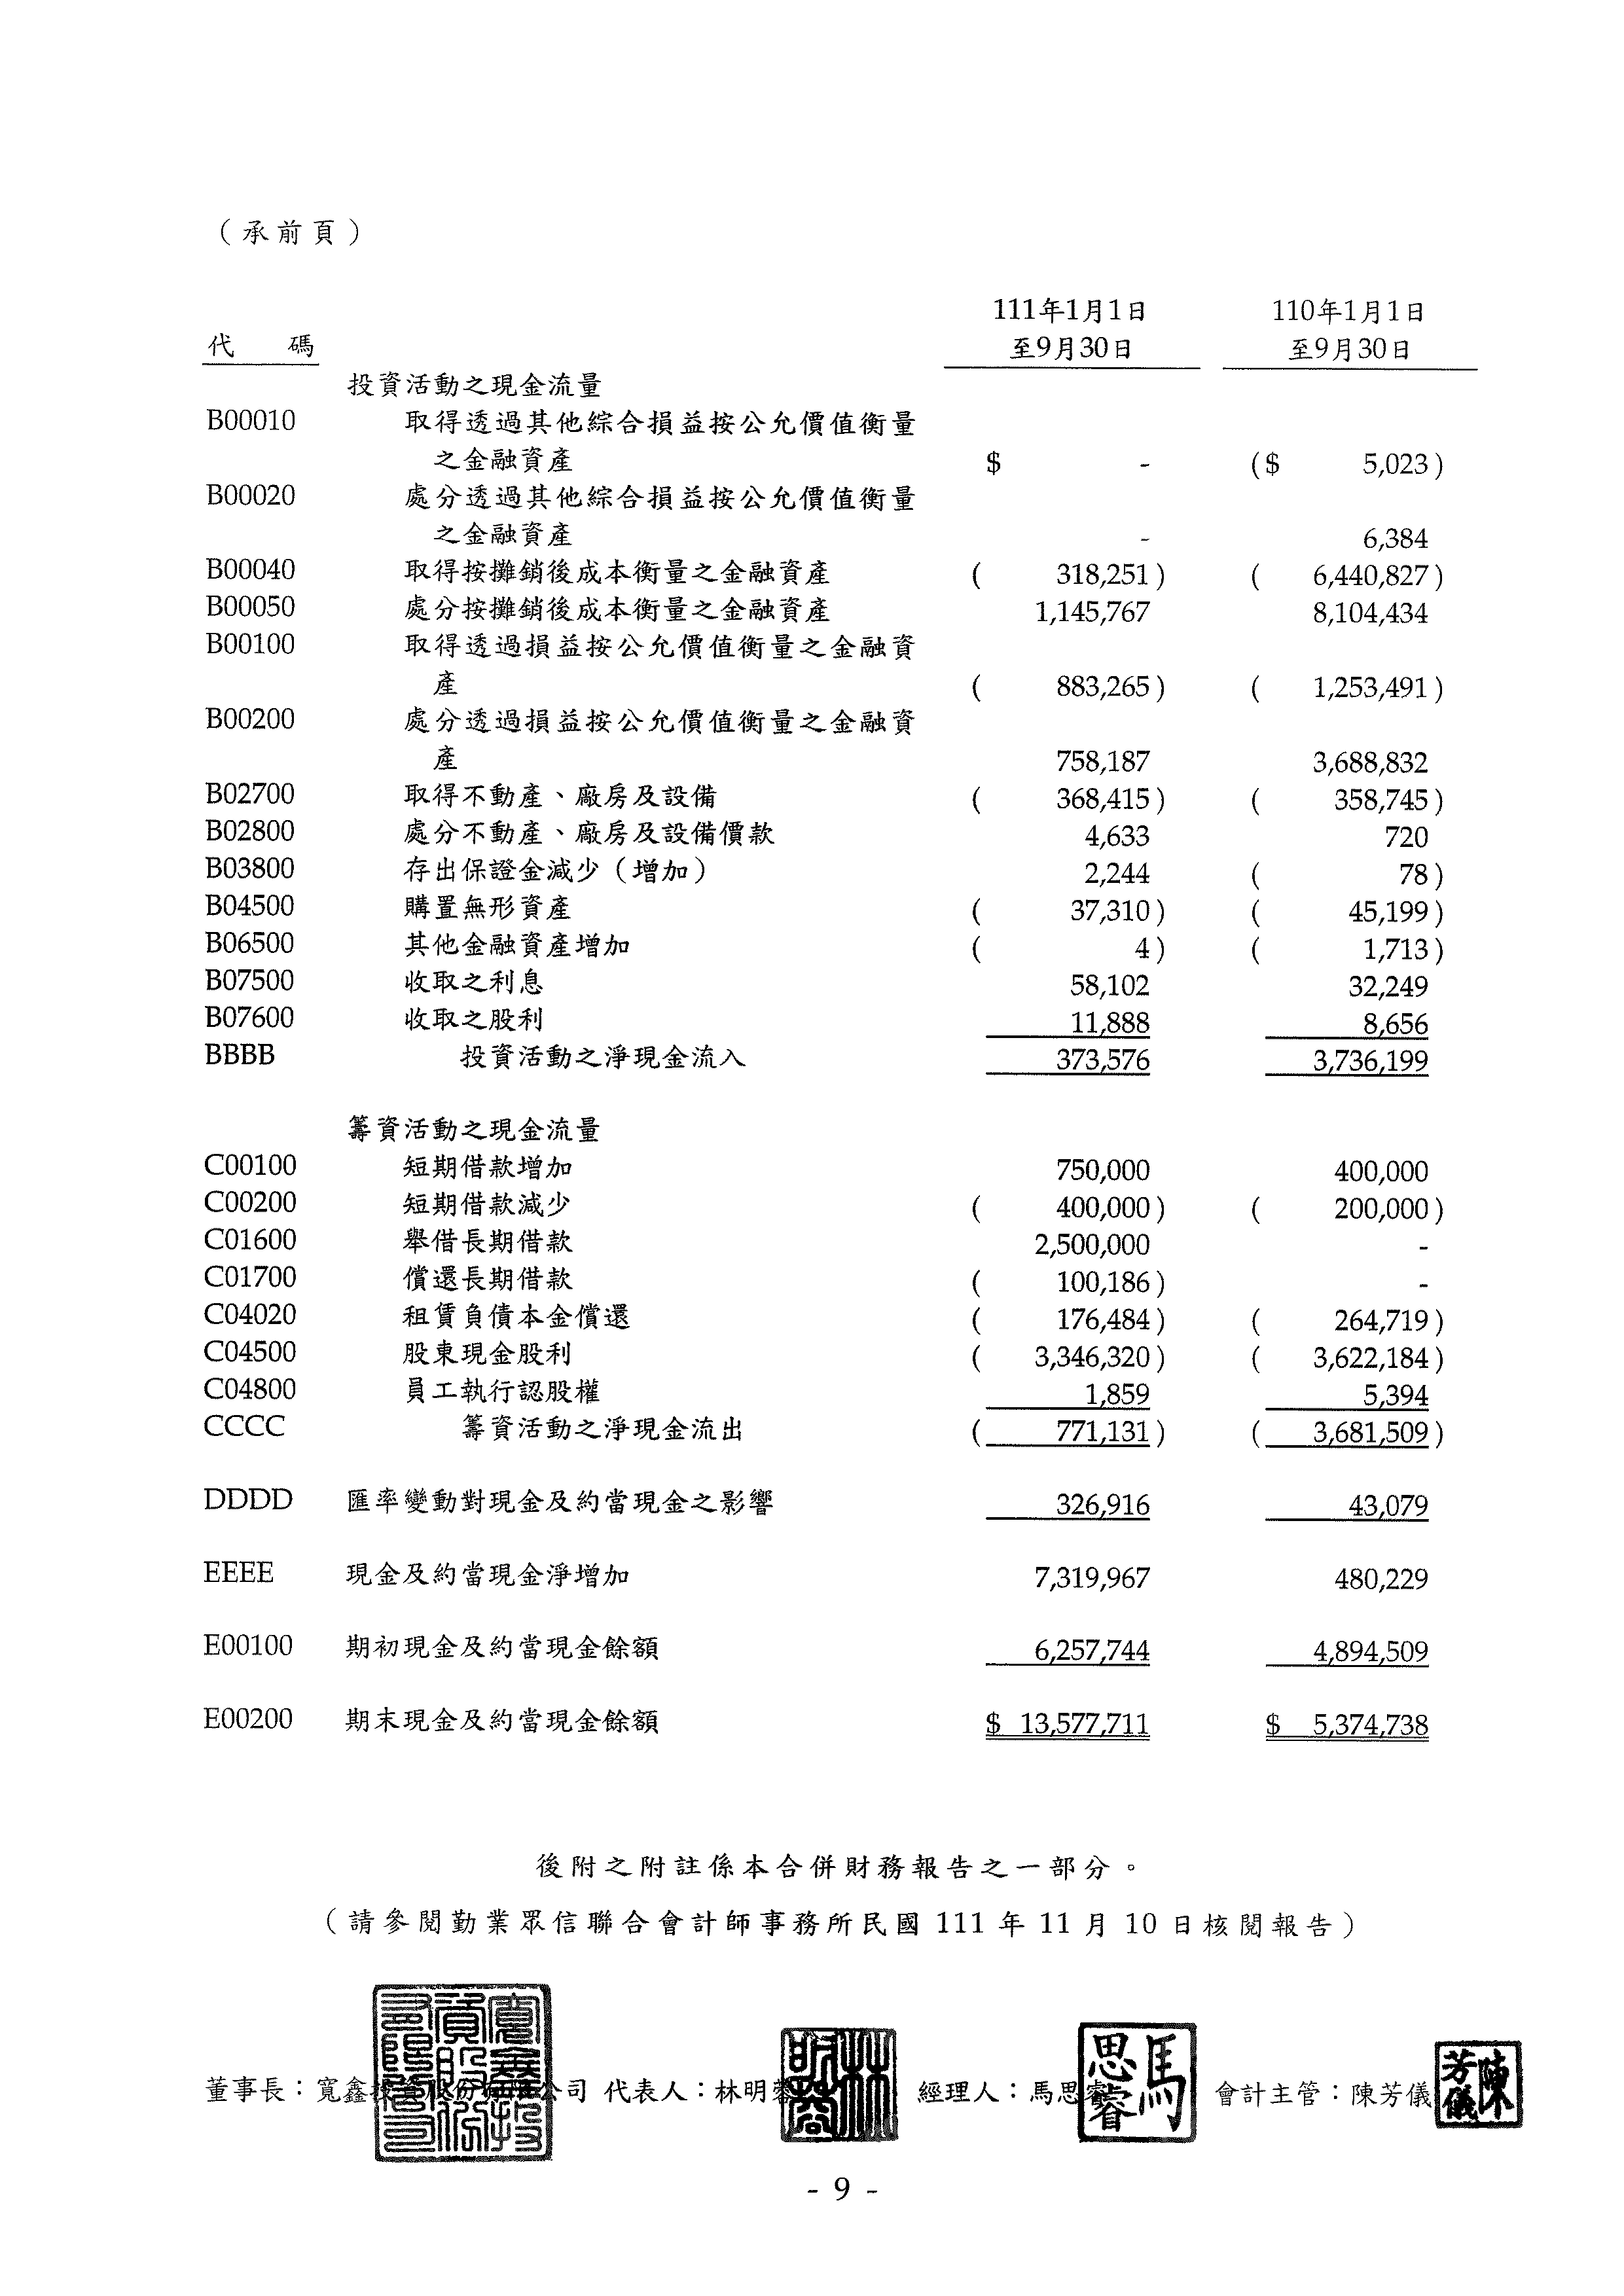 （承前頁）
111年1月1日 110年1月1日
代 碼 至9月30日 至9月30日
投資活動之現金流量
B00010 取得透過其他綜合損益按公允價值衡量
之金融資產 $ - ($ 5,023)
B00020 處分透過其他綜合損益按公允價值衡量
之金融資產 - 6,384
B00040 取得按攤銷後成本衡量之金融資產 ( 318,251) ( 6,440,827)
B00050 處分按攤銷後成本衡量之金融資產 1,145,767 8,104,434
B00100 取得透過損益按公允價值衡量之金融資
產 ( 883,265) ( 1,253,491)
B00200 處分透過損益按公允價值衡量之金融資
產 758,187 3,688,832
B02700 取得不動產、廠房及設備 ( 368,415) ( 358,745)
B02800 處分不動產、廠房及設備價款 4,633 720
B03800 存出保證金減少（增加） 2,244 ( 78)
B04500 購置無形資產 ( 37,310) ( 45,199)
B06500 其他金融資產增加 ( 4) ( 1,713)
B07500 收取之利息 58,102 32,249
B07600 收取之股利 11,888 8,656
BBBB 投資活動之淨現金流入 373,576 3,736,199
籌資活動之現金流量
C00100 短期借款增加 750,000 400,000
C00200 短期借款減少 ( 400,000) ( 200,000)
C01600 舉借長期借款 2,500,000 -
C01700 償還長期借款 ( 100,186) -
C04020 租賃負債本金償還 ( 176,484) ( 264,719)
C04500 股東現金股利 ( 3,346,320) ( 3,622,184)
C04800 員工執行認股權 1,859 5,394
CCCC 籌資活動之淨現金流出 ( 771,131) ( 3,681,509)
DDDD 匯率變動對現金及約當現金之影響 326,916 43,079
EEEE 現金及約當現金淨增加 7,319,967 480,229
E00100 期初現金及約當現金餘額 6,257,744 4,894,509
E00200 期末現金及約當現金餘額 $ 13,577,711 $ 5,374,738
後附之附註係本合併財務報告之一部分。
（請參閱勤業眾信聯合會計師事務所民國 111 年 11 月 10 日核閱報告）
董事長：寬鑫投資股份有限公司 代表人：林明蓉 經理人：馬思睿 會計主管：陳芳儀
馬思睿
陳芳儀
- 9 -